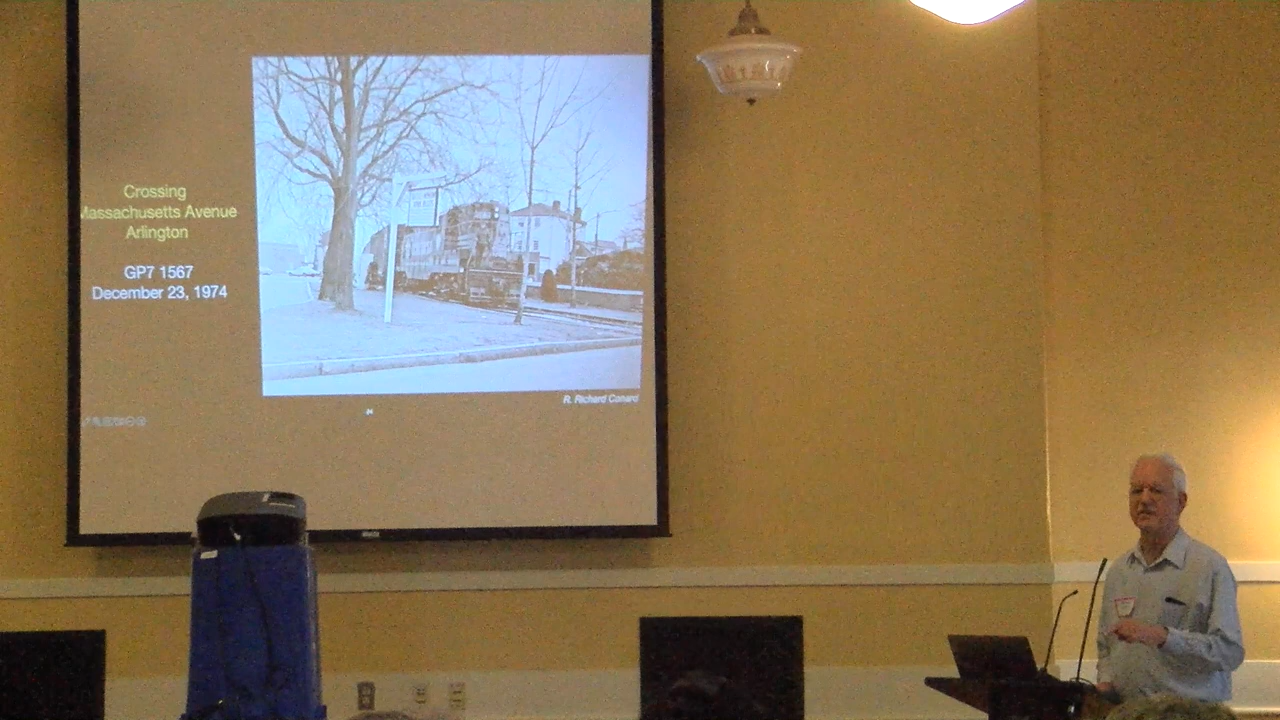 Crossing
Massachusetts Avenue
Arlington
GP7 1567
December 23, 1974
R. Richard Conard